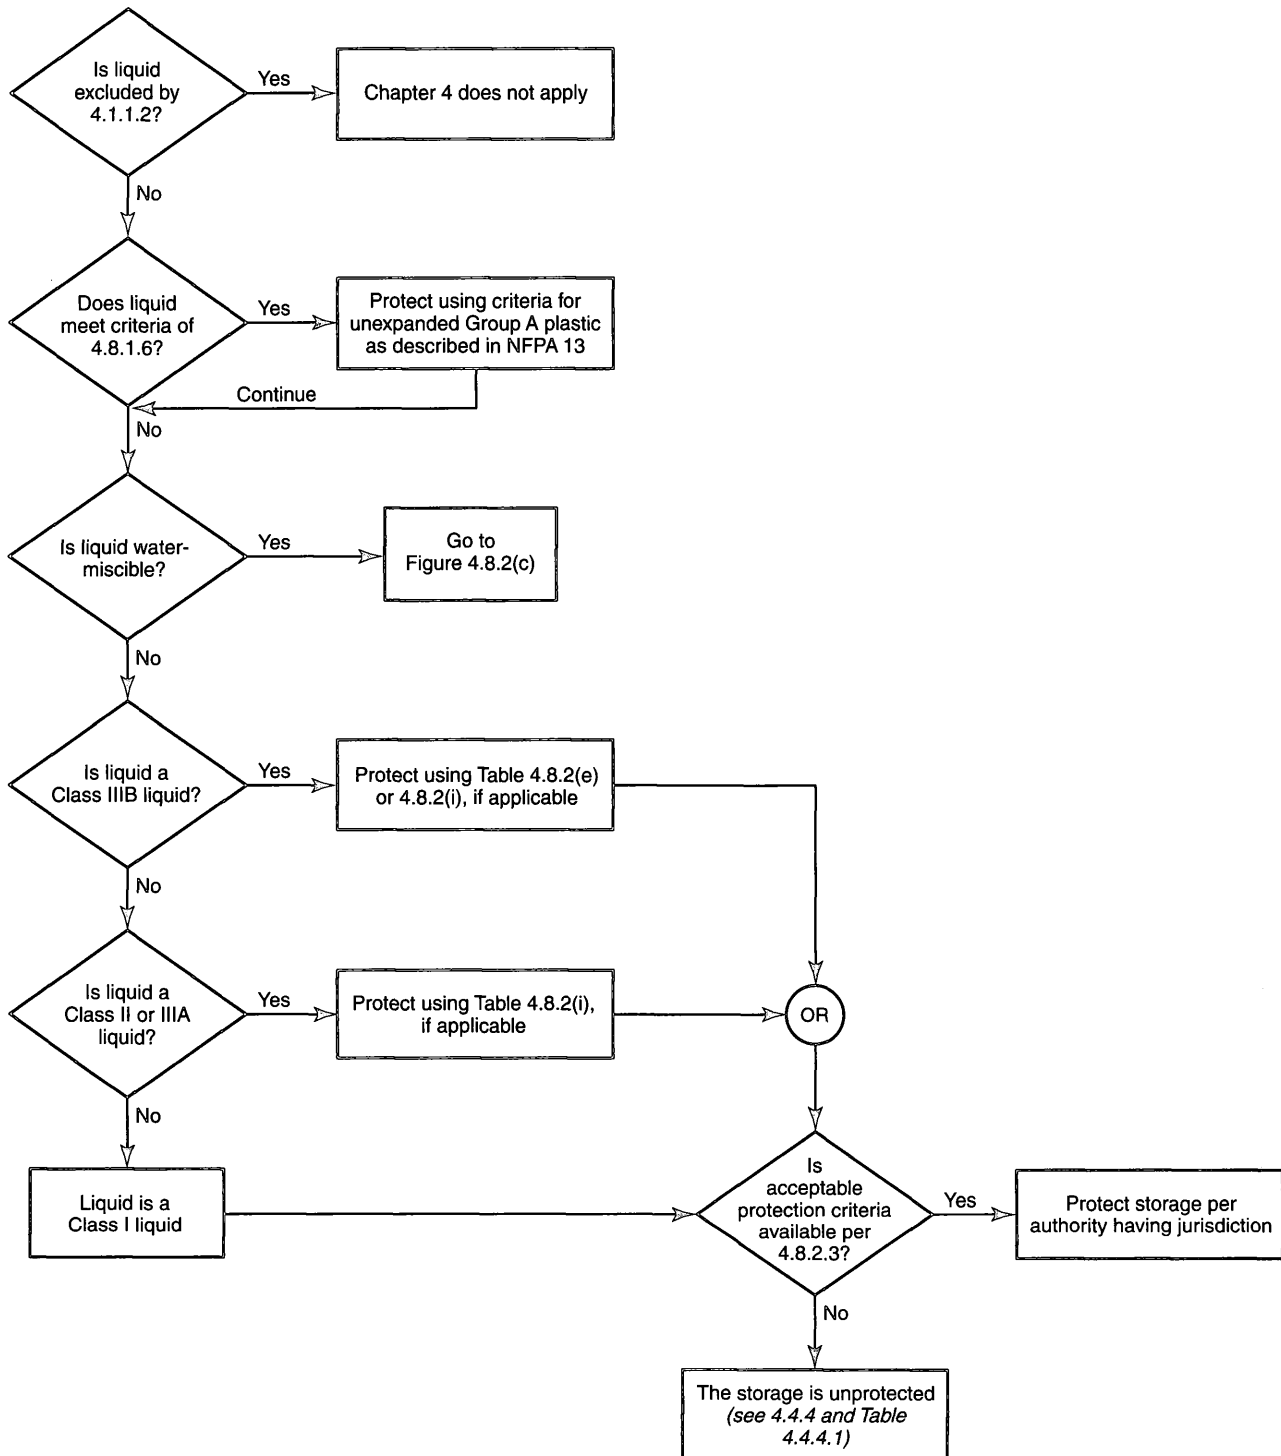 Is liquid
excluded by
4.1.1.2?
Yes
Chapter 4 does not apply
No
Does liquid
meet criteria of
4.8.1.6?
Yes
Protect using criteria for
unexpanded Group A plastic
as described in NFPA 13
Continue
No
Is liquid water-
miscible?
Yes
Go to
Figure 4.8.2(c)
No
Is liquid a
Class IIIB liquid?
Yes
Protect using Table 4.8.2(e)
or 4.8.2(i), if applicable
No
Is liquid a
Class II or IIIA
liquid?
Yes
Protect using Table 4.8.2(i),
if applicable
OR
No
Liquid is a
Class I liquid
Is
acceptable
protection criteria
available per
4.8.2.3?
Yes
Protect storage per
authority having jurisdiction
No
The storage is unprotected
(see 4.4.4 and Table
4.4.4.1)